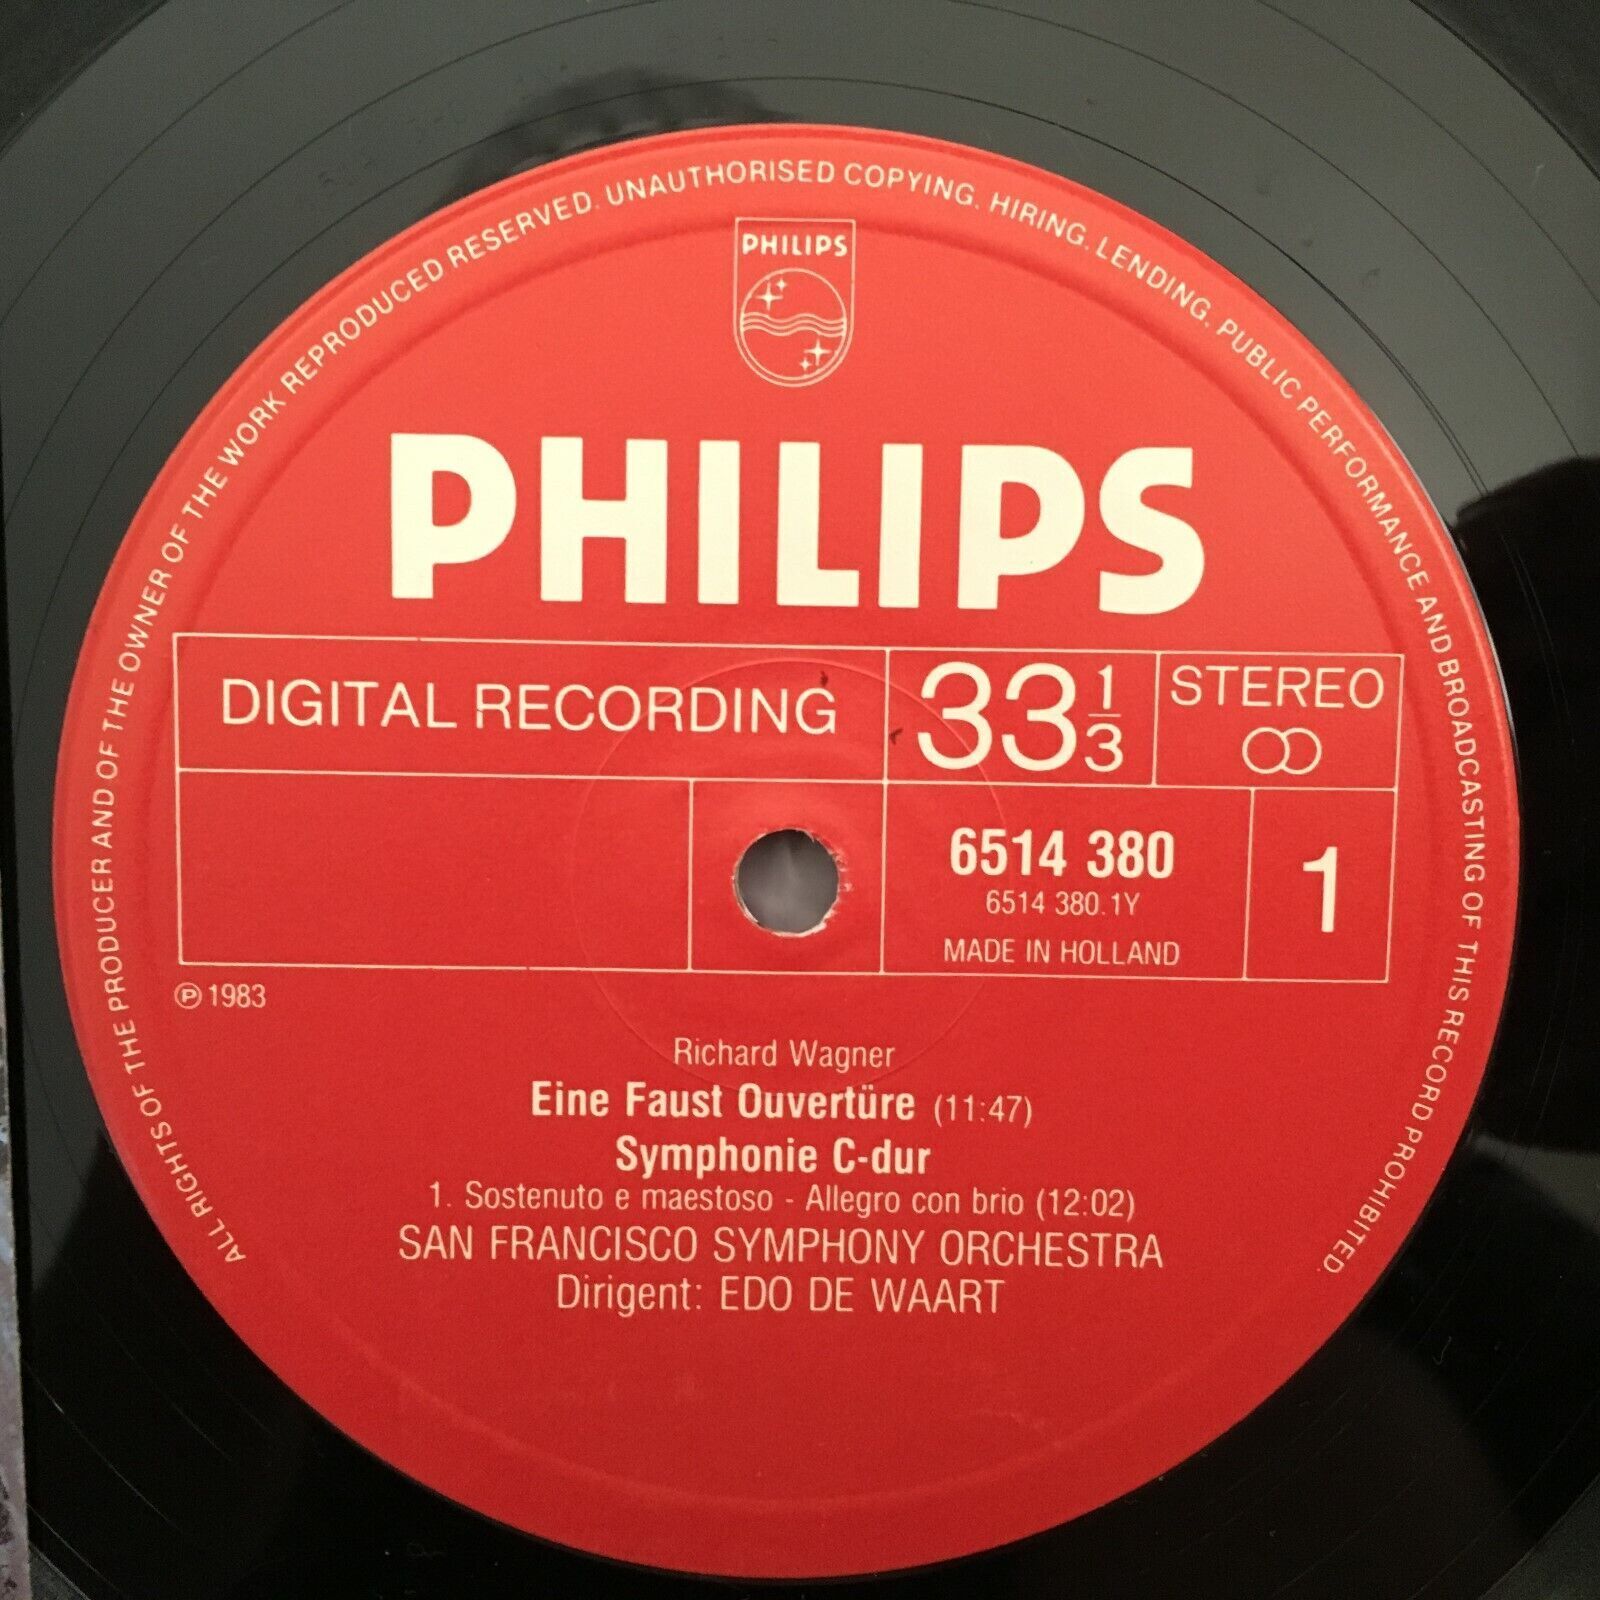 ALL RIGHTS OF THE PRODUCER AND OF THE OWNER OF THE WORK REPRODUCED RESERVED. UNAUTHORISED COPYING. HIRING. LENDING. PUBLIC PERFORMANCE AND BROADCASTING OF THIS RECORD PROHIBITED.
PHILIPS
PHILIPS
DIGITAL RECORDING
33 1/3
STEREO
6514 380
6514 380.1Y
MADE IN HOLLAND
1
℗ 1983
Richard Wagner
Eine Faust Ouvertüre (11:47)
Symphonie C-dur
1. Sostenuto e maestoso - Allegro con brio (12:02)
SAN FRANCISCO SYMPHONY ORCHESTRA
Dirigent: EDO DE WAART